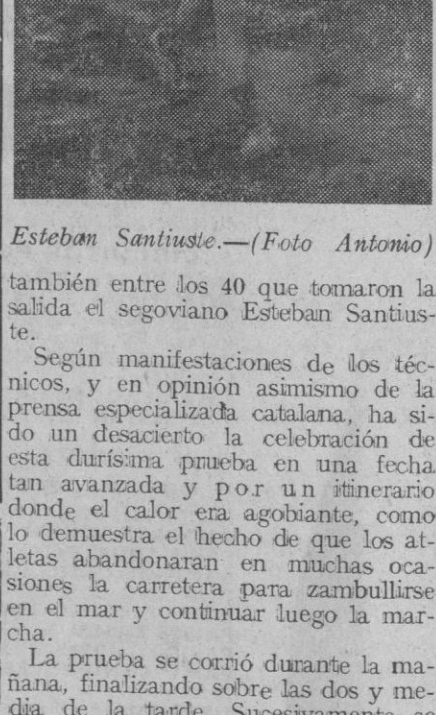 Esteban Santiuste.—(Foto Antonio)
también entre los 40 que tomaron la
salida el segoviano Esteban Santius-
te.
Según manifestaciones de los téc-
nicos, y en opinión asimismo de la
prensa especializada catalana, ha si-
do un desacierto la celebración de
esta durísima prueba en una fecha
tan avanzada y por un itinerario
donde el calor era agobiante, como
lo demuestra el hecho de que los at-
letas abandonaran en muchas oca-
siones la carretera para zambullirse
en el mar y continuar luego la mar-
cha.
La prueba se corrió durante la ma-
ñana, finalizando sobre las dos y me-
dia de la tarde. Sucesivamente se